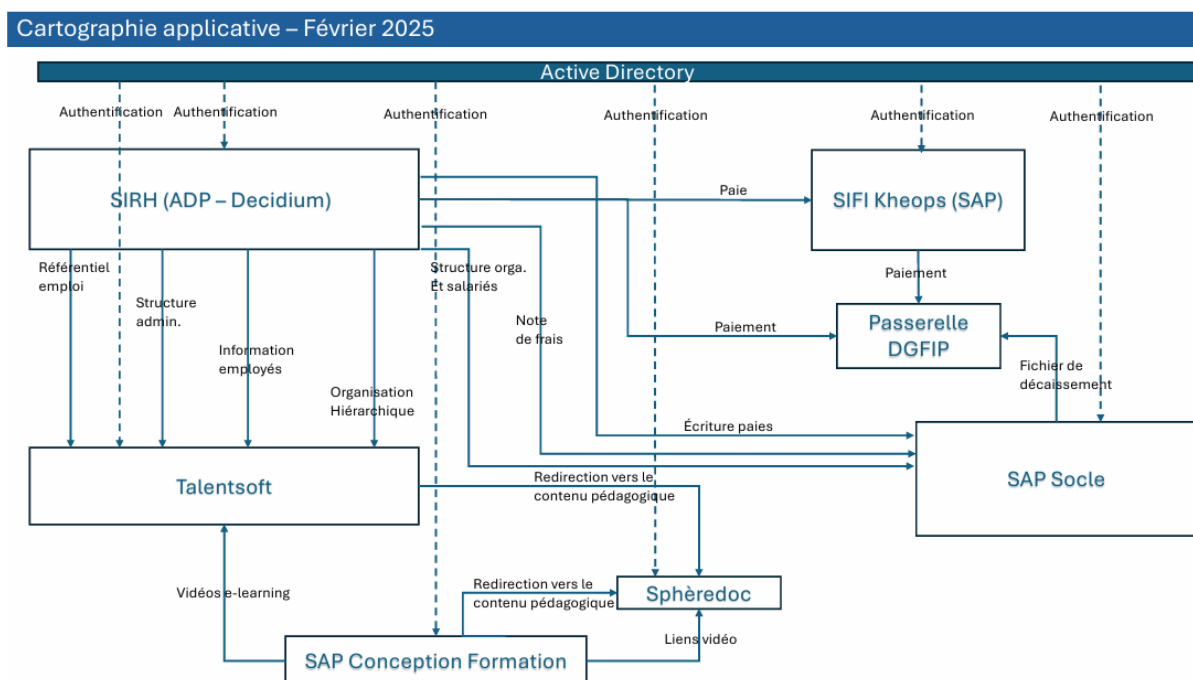 Cartographie applicative – Février 2025
Active Directory
Authentification
Authentification
Authentification
Authentification
Authentification
Authentification
SIRH (ADP – Decidium)
Paie
SIFI Kheops (SAP)
Référentiel
emploi
Structure
admin.
Information
employés
Organisation
Hiérarchique
Structure orga.
Et salariés
Note
de frais
Paiement
Paiement
Passerelle
DGFIP
Fichier de
décaissement
Écriture paies
Talentsoft
Redirection vers le
contenu pédagogique
SAP Socle
Vidéos e-learning
Redirection vers le
contenu pédagogique
Sphèredoc
Liens vidéo
SAP Conception Formation